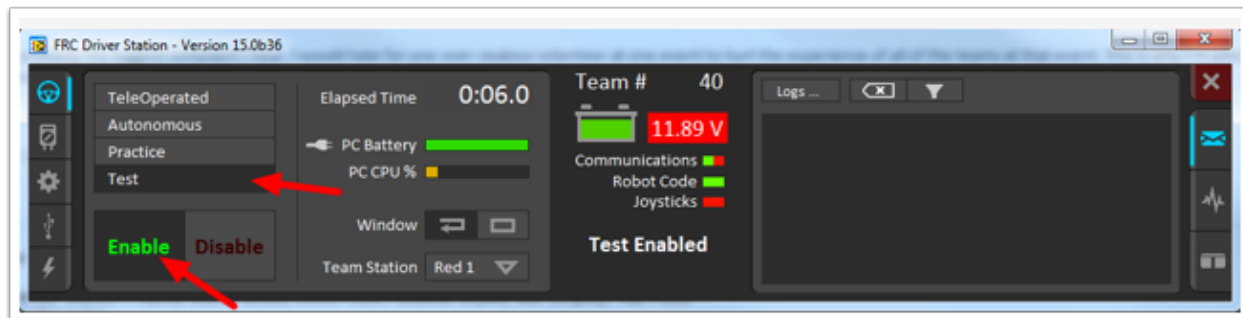 FRC Driver Station - Version 15.0b36
TeleOperated
Autonomous
Practice
Test
Enable Disable
Elapsed Time 0:06.0
PC Battery
PC CPU %
Window
Team Station Red 1
Team # 40
11.89 V
Communications
Robot Code
Joysticks
Test Enabled
Logs ...